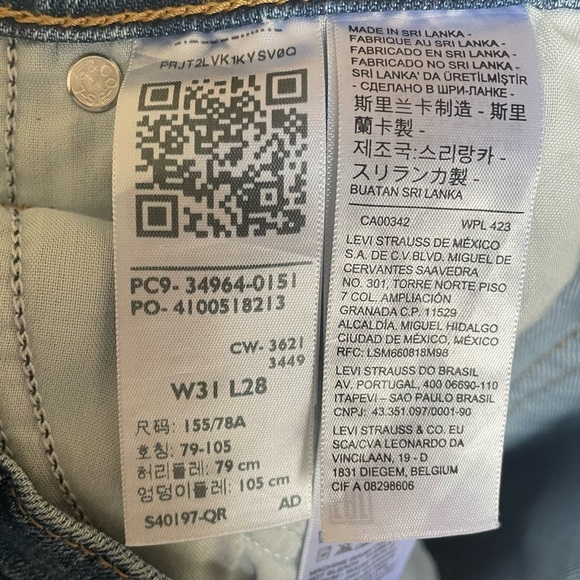 PRJT2LVK1KYSV0Q
PC9- 34964-0151
PO- 4100518213
CW- 3621
3449
W31 L28
尺码: 155/78A
호칭: 79-105
허리둘레: 79 cm
엉덩이둘레: 105 cm
AD
S40197-QR
MADE IN SRI LANKA -
FABRIQUÉ AU SRI LANKA -
FABRICADO EN SRI LANKA -
FABRICADO NO SRI LANKA -
SRİ LANKA' DA ÜRETİLMİŞTİR
- СДЕЛАНО В ШРИ-ЛАНКЕ -
斯里兰卡制造 - 斯里
蘭卡製 -
제조국:스리랑카 -
スリランカ製 -
BUATAN SRI LANKA
CA00342 WPL 423
LEVI STRAUSS DE MÉXICO
S.A. DE C.V.BLVD. MIGUEL DE
CERVANTES SAAVEDRA
NO. 301, TORRE NORTE PISO
7 COL. AMPLIACIÓN
GRANADA C.P. 11529
ALCALDÍA. MIGUEL HIDALGO
CIUDAD DE MÉXICO, MÉXICO
RFC: LSM660818M98
LEVI STRAUSS DO BRASIL
AV. PORTUGAL, 400 06690-110
ITAPEVI – SAO PAULO BRASIL
CNPJ: 43.351.097/0001-90
LEVI STRAUSS & CO. EU
SCA/CVA LEONARDO DA
VINCILAAN, 19 - D
1831 DIEGEM, BELGIUM
CIF A 08298606